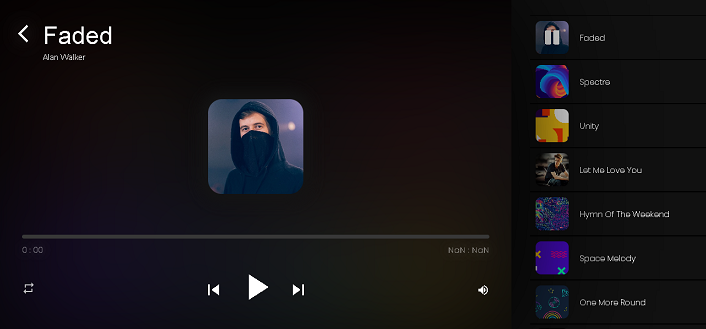 Faded
Alan Walker
0 : 00
NaN : NaN
Faded
Spectre
Unity
Let Me Love You
Hymn Of The Weekend
Space Melody
One More Round